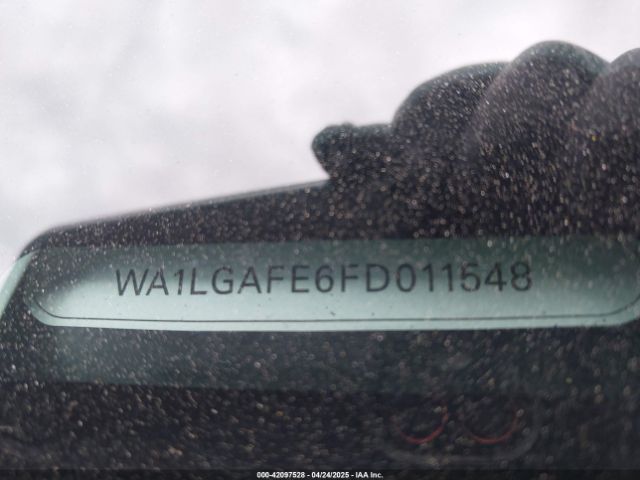 WA1LGAFE6FD011548
000-42097528 - 04/24/2025 - IAA Inc.